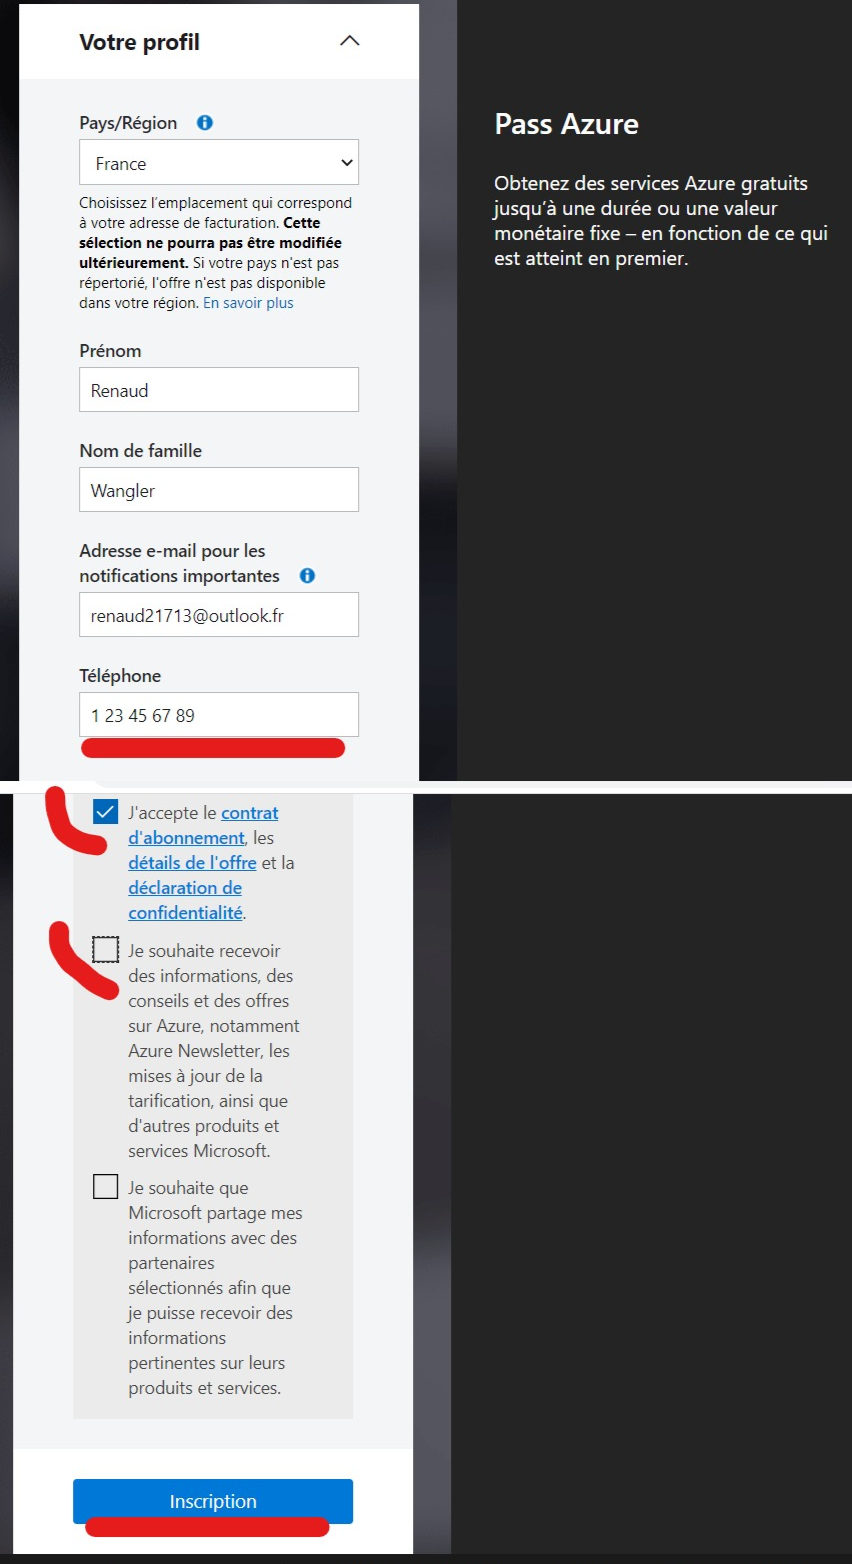 Votre profil
Pays/Région
France
Choisissez l'emplacement qui correspond
à votre adresse de facturation. Cette
sélection ne pourra pas être modifiée
ultérieurement. Si votre pays n'est pas
répertorié, l'offre n'est pas disponible
dans votre région. En savoir plus
Prénom
Renaud
Nom de famille
Wangler
Adresse e-mail pour les
notifications importantes
renaud21713@outlook.fr
Téléphone
1 23 45 67 89
Pass Azure
Obtenez des services Azure gratuits
jusqu'à une durée ou une valeur
monétaire fixe – en fonction de ce qui
est atteint en premier.
J'accepte le contrat
d'abonnement, les
détails de l'offre et la
déclaration de
confidentialité.
Je souhaite recevoir
des informations, des
conseils et des offres
sur Azure, notamment
Azure Newsletter, les
mises à jour de la
tarification, ainsi que
d'autres produits et
services Microsoft.
Je souhaite que
Microsoft partage mes
informations avec des
partenaires
sélectionnés afin que
je puisse recevoir des
informations
pertinentes sur leurs
produits et services.
Inscription